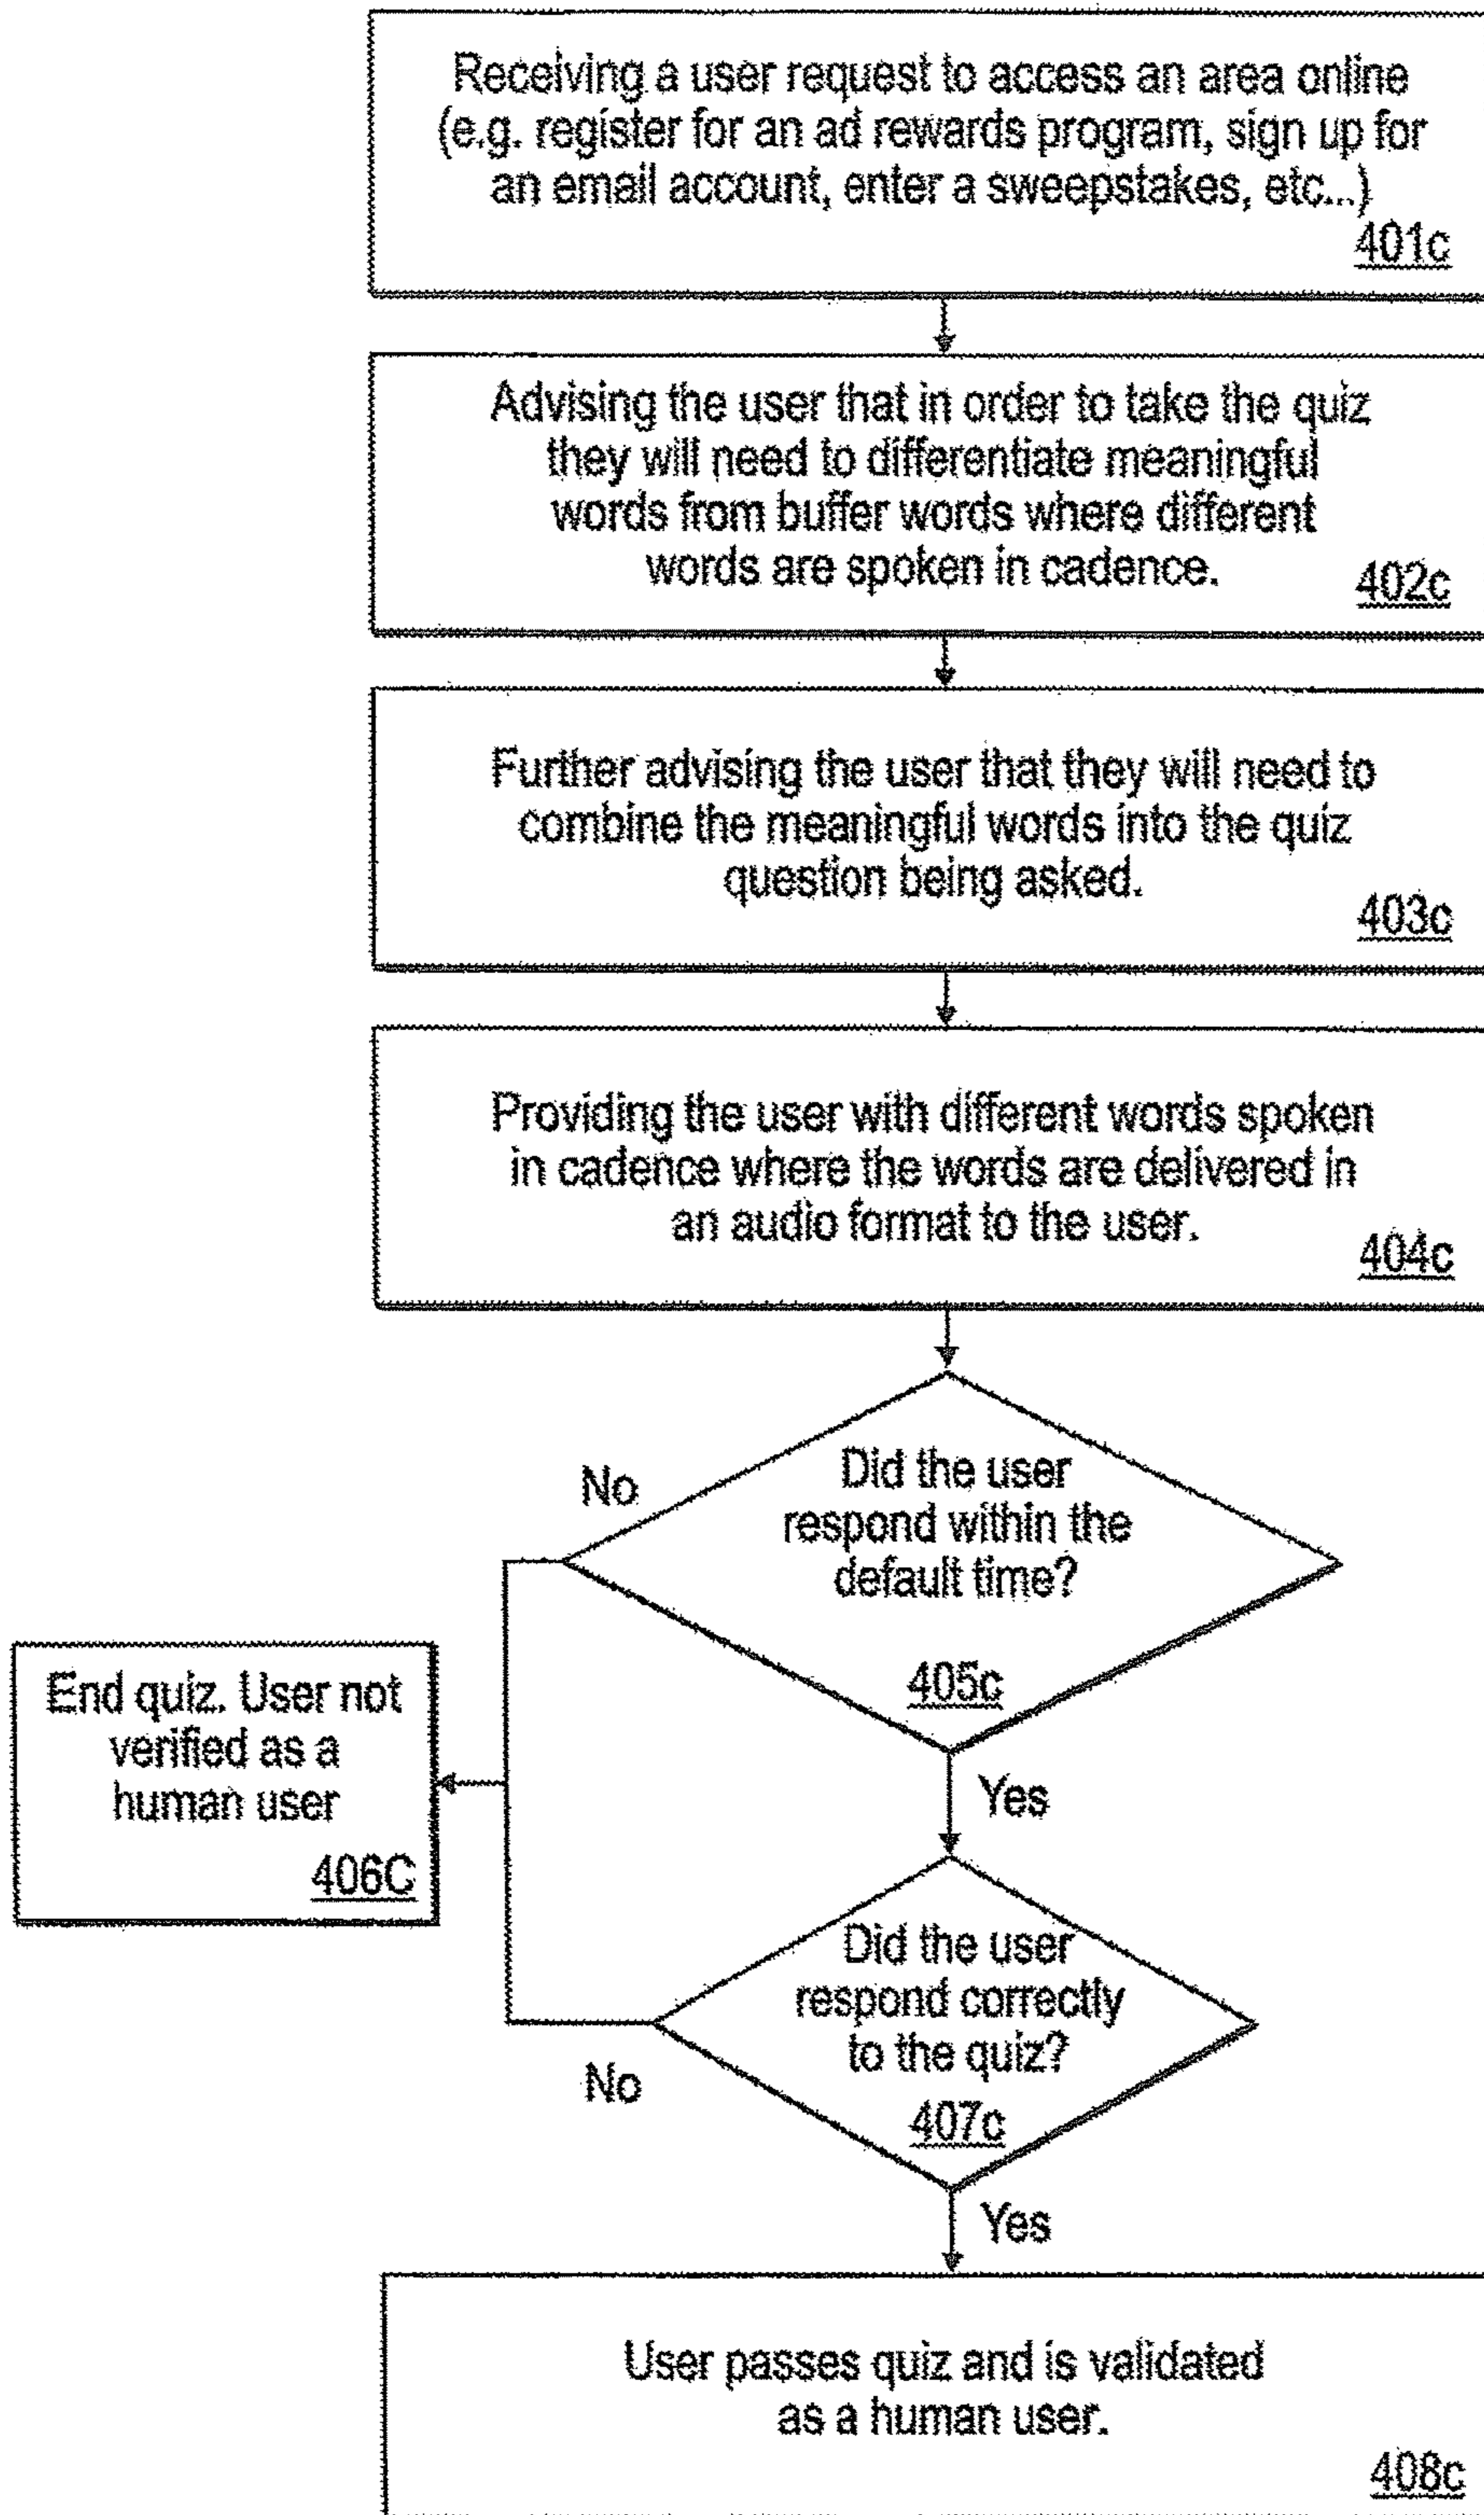 Receiving a user request to access an area online
(e.g. register for an ad rewards program, sign up for
an email account, enter a sweepstakes, etc...)
401c
Advising the user that in order to take the quiz
they will need to differentiate meaningful
words from buffer words where different
words are spoken in cadence.
402c
Further advising the user that they will need to
combine the meaningful words into the quiz
question being asked.
403c
Providing the user with different words spoken
in cadence where the words are delivered in
an audio format to the user.
404c
No
Did the user
respond within the
default time?
405c
End quiz. User not
verified as a
human user
406C
Yes
Did the user
respond correctly
to the quiz?
407c
No
Yes
User passes quiz and is validated
as a human user.
408c